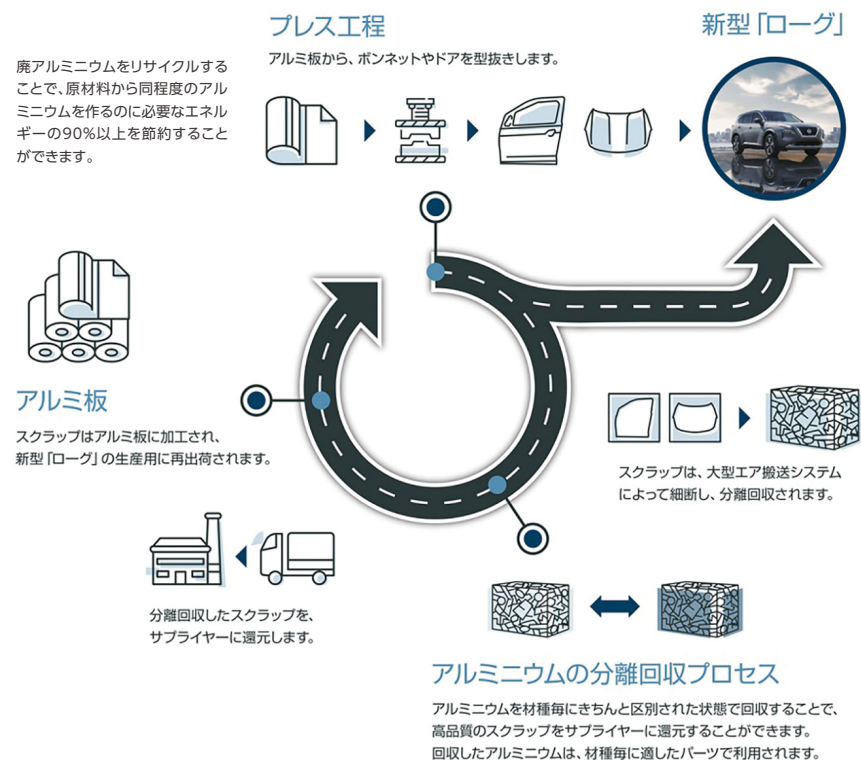 プレス工程
アルミ板から、ボンネットやドアを型抜きします。
新型「ローグ」
廃アルミニウムをリサイクルする
ことで、原材料から同程度のアル
ミニウムを作るのに必要なエネル
ギーの90%以上を節約すること
ができます。
アルミ板
スクラップはアルミ板に加工され、
新型「ローグ」の生産用に再出荷されます。
スクラップは、大型エア搬送システム
によって細断し、分離回収されます。
分離回収したスクラップを、
サプライヤーに還元します。
アルミニウムの分離回収プロセス
アルミニウムを材種毎にきちんと区別された状態で回収することで、
高品質のスクラップをサプライヤーに還元することができます。
回収したアルミニウムは、材種毎に適したパーツで利用されます。